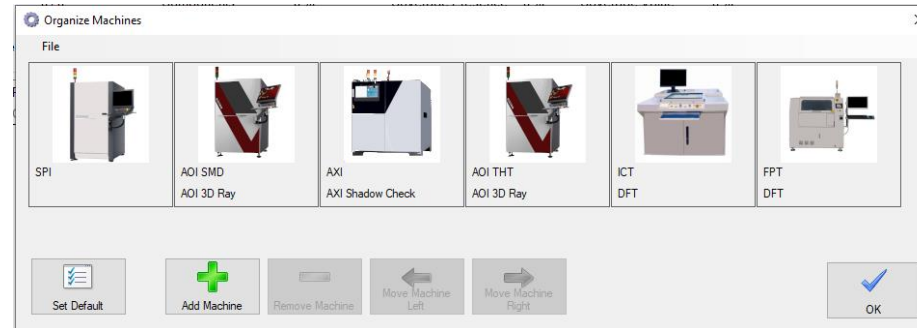 Organize Machines
File
SPI
AOI SMD
AOI 3D Ray
AXI
AXI Shadow Check
AOI THT
AOI 3D Ray
ICT
DFT
FPT
DFT
Set Default
Add Machine
Remove Machine
Move Machine
Left
Move Machine
Right
OK